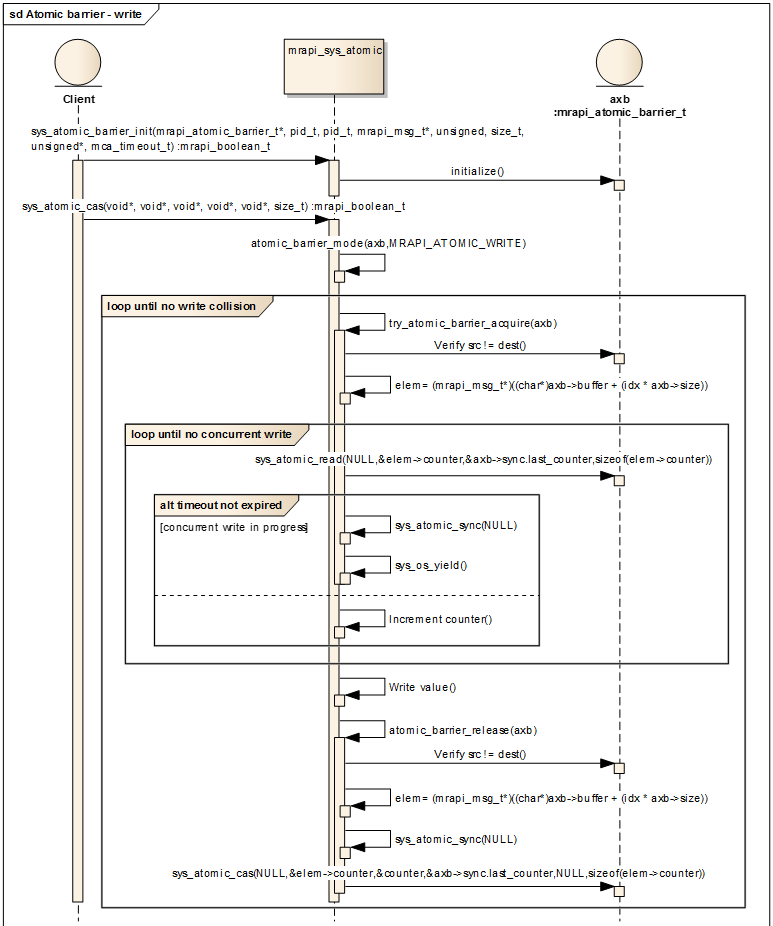 sd Atomic barrier - write
mrapi_sys_atomic
Client
axb
:mrapi_atomic_barrier_t
sys_atomic_barrier_init(mrapi_atomic_barrier_t*, pid_t, pid_t, mrapi_msg_t*, unsigned, size_t,
unsigned*, mca_timeout_t) :mrapi_boolean_t
initialize()
sys_atomic_cas(void*, void*, void*, void*, void*, size_t) :mrapi_boolean_t
atomic_barrier_mode(axb,MRAPI_ATOMIC_WRITE)
loop until no write collision
try_atomic_barrier_acquire(axb)
Verify src != dest()
elem= (mrapi_msg_t*)((char*)axb->buffer + (idx * axb->size))
loop until no concurrent write
sys_atomic_read(NULL,&elem->counter,&axb->sync.last_counter,sizeof(elem->counter))
alt timeout not expired
[concurrent write in progress]
sys_atomic_sync(NULL)
sys_os_yield()
Increment counter()
Write value()
atomic_barrier_release(axb)
Verify src != dest()
elem= (mrapi_msg_t*)((char*)axb->buffer + (idx * axb->size))
sys_atomic_sync(NULL)
sys_atomic_cas(NULL,&elem->counter,&counter,&axb->sync.last_counter,NULL,sizeof(elem->counter))